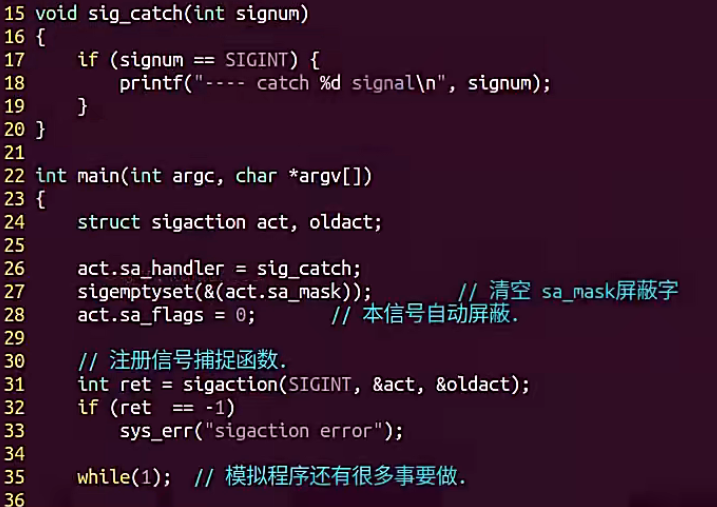 15 void sig_catch(int signum)
16 {
17     if (signum == SIGINT) {
18         printf("---- catch %d signal\n", signum);
19     }
20 }
21
22 int main(int argc, char *argv[])
23 {
24     struct sigaction act, oldact;
25
26     act.sa_handler = sig_catch;
27     sigemptyset(&(act.sa_mask));        // 清空 sa_mask屏蔽字
28     act.sa_flags = 0;       // 本信号自动屏蔽.
29
30     // 注册信号捕捉函数.
31     int ret = sigaction(SIGINT, &act, &oldact);
32     if (ret  == -1)
33         sys_err("sigaction error");
34
35     while(1);  // 模拟程序还有很多事要做.
36